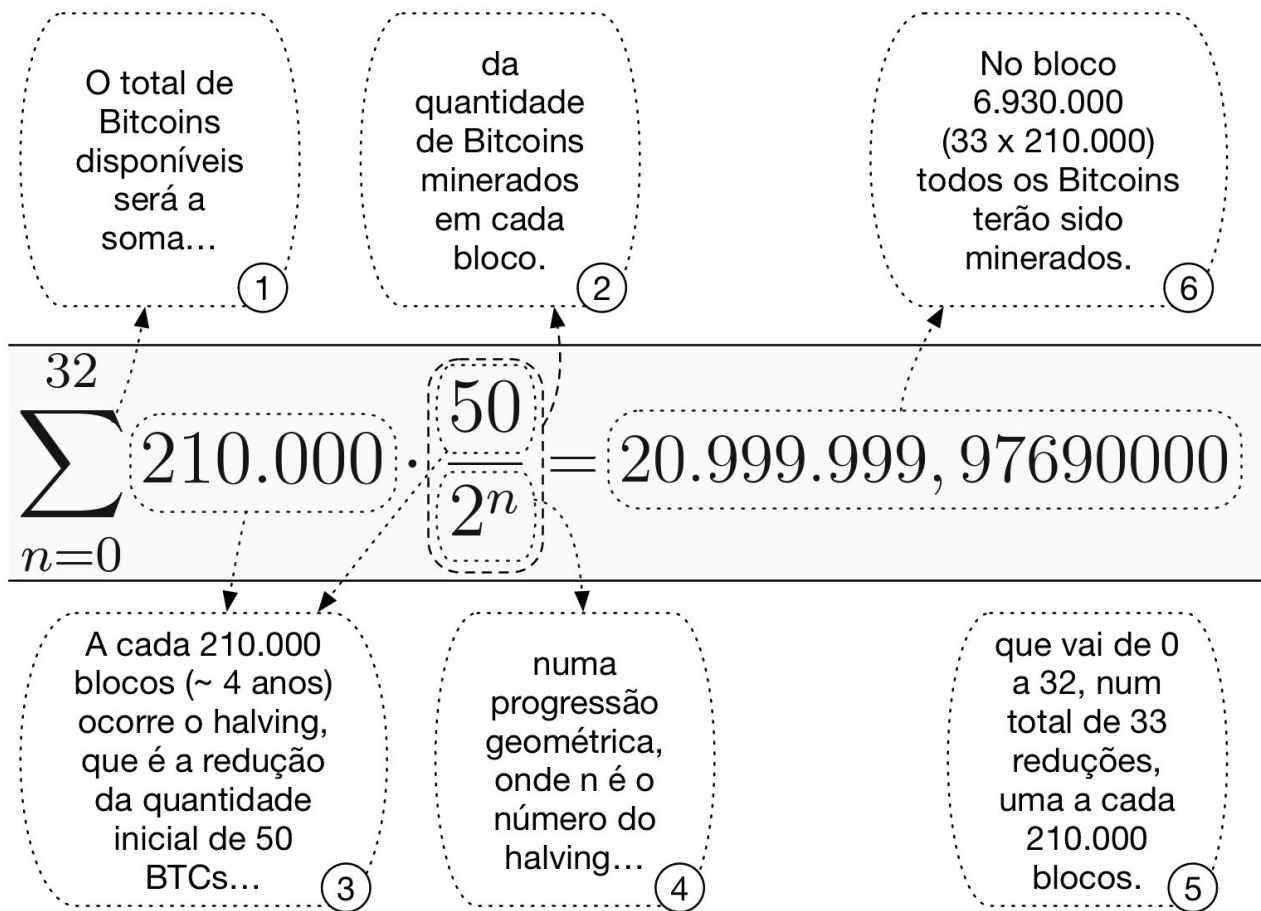 O total de
Bitcoins
disponíveis
será a
soma…
1
da
quantidade
de Bitcoins
minerados
em cada
bloco.
2
No bloco
6.930.000
(33 x 210.000)
todos os Bitcoins
terão sido
minerados.
6
32
∑ 210.000 · 50/2ⁿ = 20.999.999, 97690000
n=0
A cada 210.000
blocos (~ 4 anos)
ocorre o halving,
que é a redução
da quantidade
inicial de 50
BTCs…
3
numa
progressão
geométrica,
onde n é o
número do
halving…
4
que vai de 0
a 32, num
total de 33
reduções,
uma a cada
210.000
blocos.
5